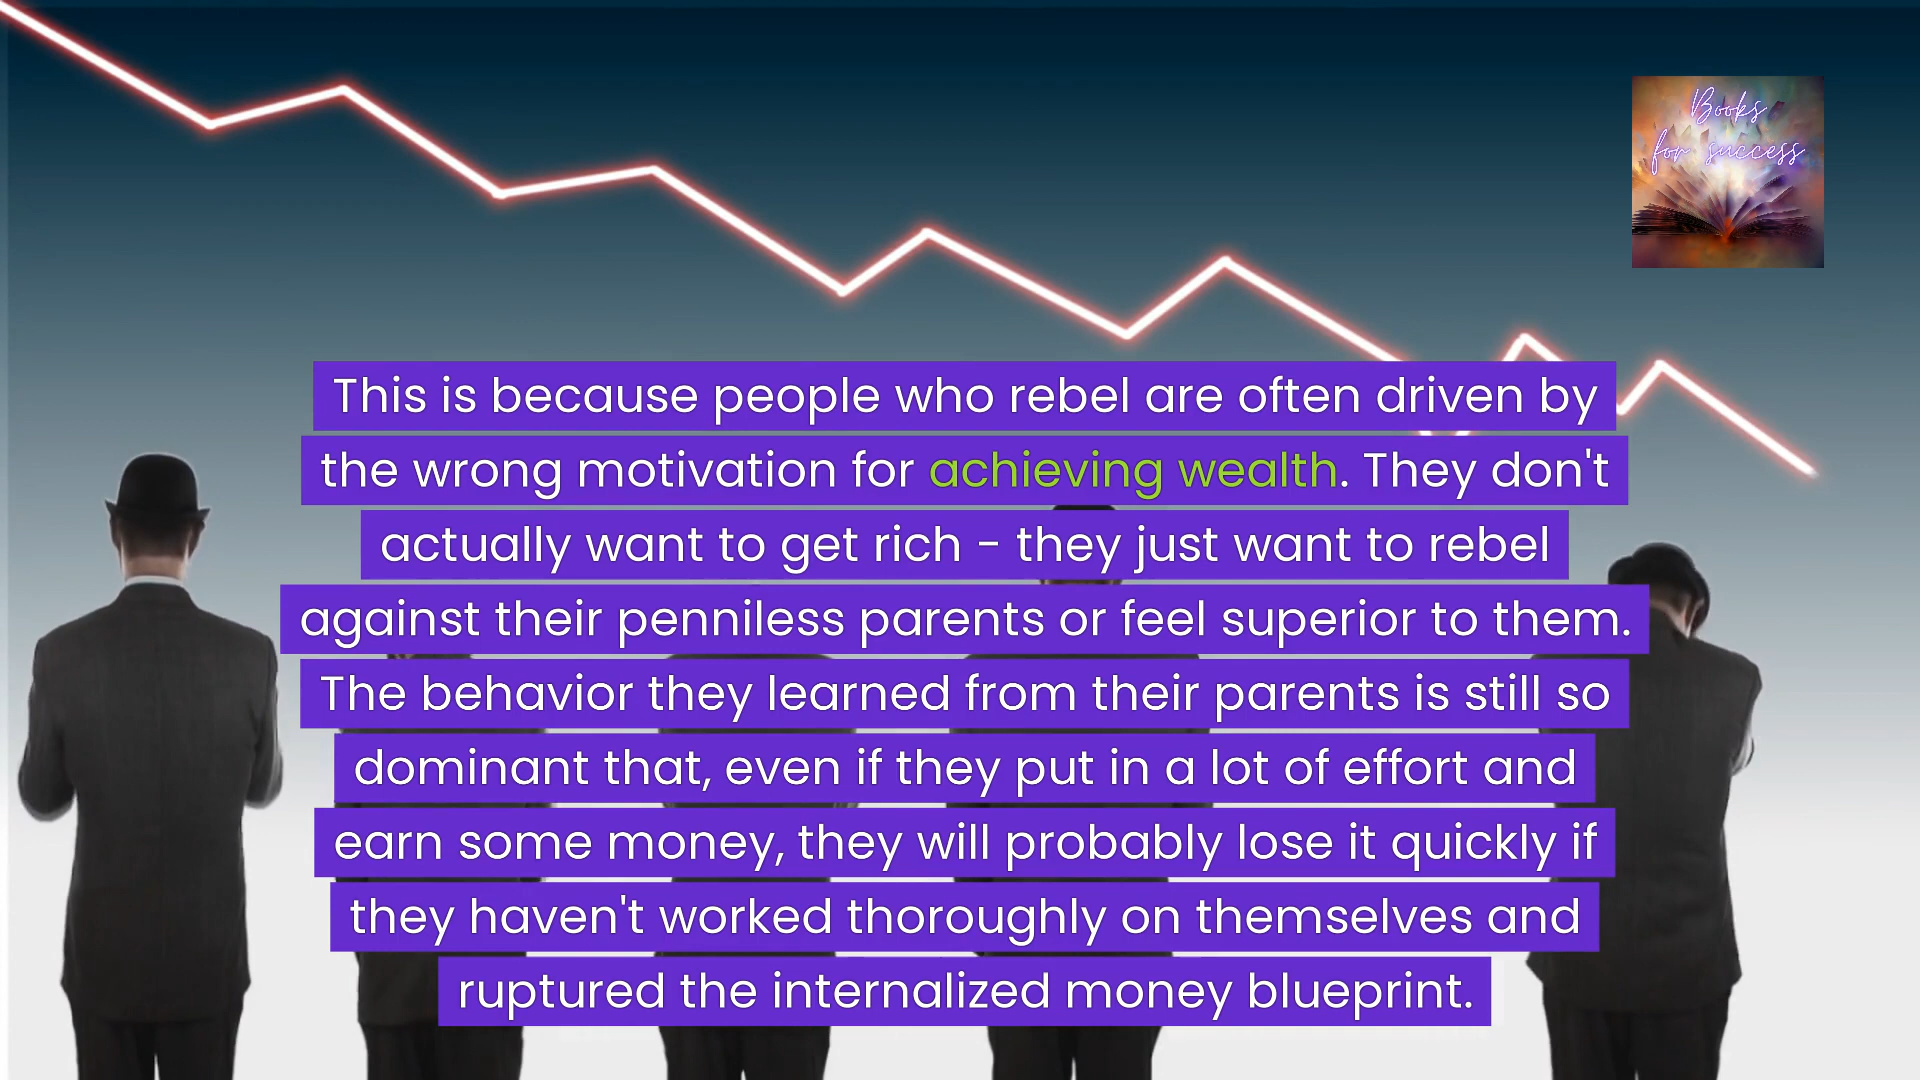 Books
for success
This is because people who rebel are often driven by
the wrong motivation for achieving wealth. They don't
actually want to get rich - they just want to rebel
against their penniless parents or feel superior to them.
The behavior they learned from their parents is still so
dominant that, even if they put in a lot of effort and
earn some money, they will probably lose it quickly if
they haven't worked thoroughly on themselves and
ruptured the internalized money blueprint.